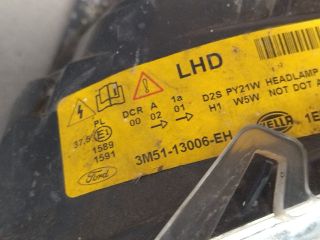 LHD
PL DCR A 1a D2S PY21W HEADLAMP
37,5 E1 00 02 01 H1 W5W NOT DOT
1589
1591
Ford
3M51-13006-EH
HELLA